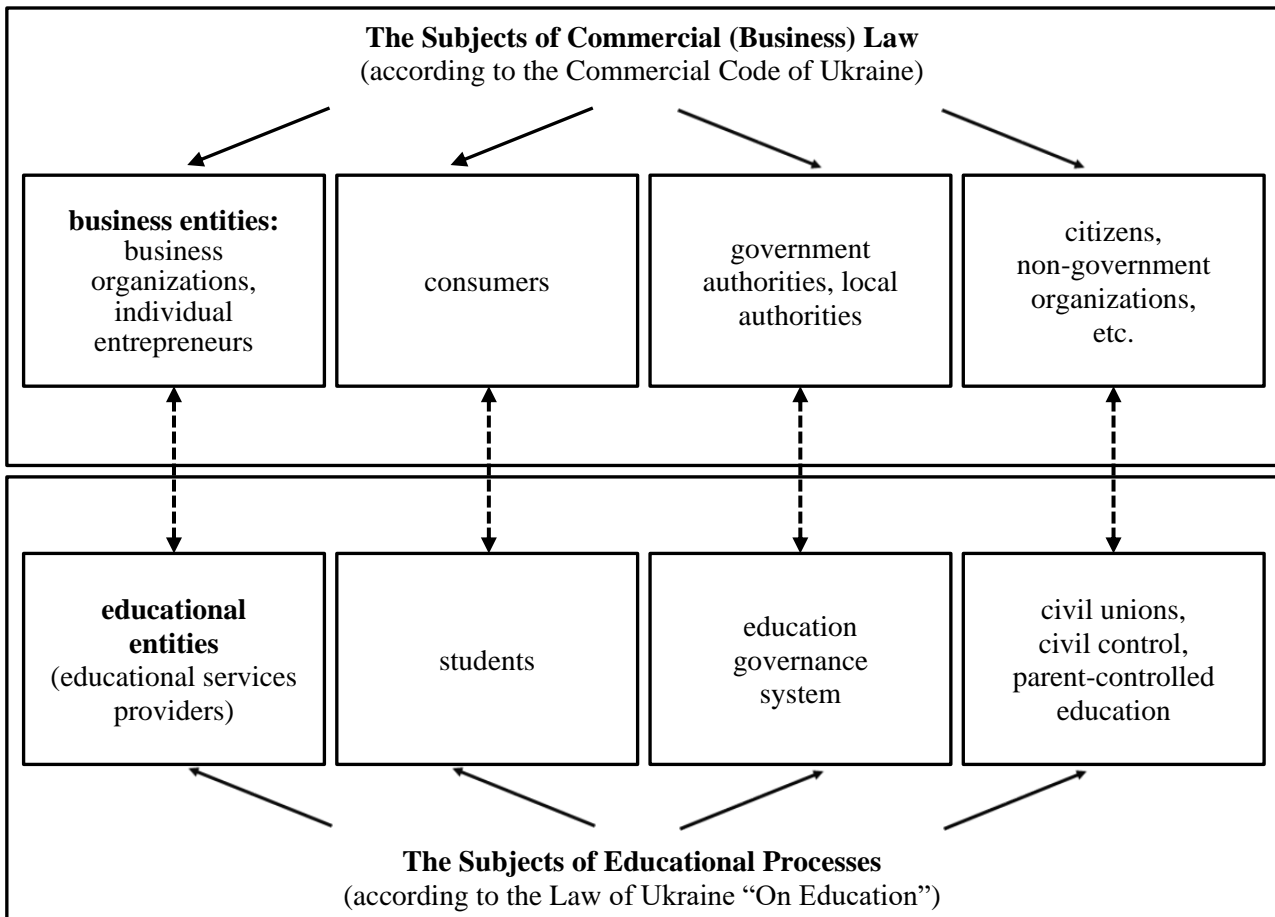 The Subjects of Commercial (Business) Law
(according to the Commercial Code of Ukraine)
business entities:
business
organizations,
individual
entrepreneurs
consumers
government
authorities, local
authorities
citizens,
non-government
organizations,
etc.
educational
entities
(educational services
providers)
students
education
governance
system
civil unions,
civil control,
parent-controlled
education
The Subjects of Educational Processes
(according to the Law of Ukraine “On Education”)